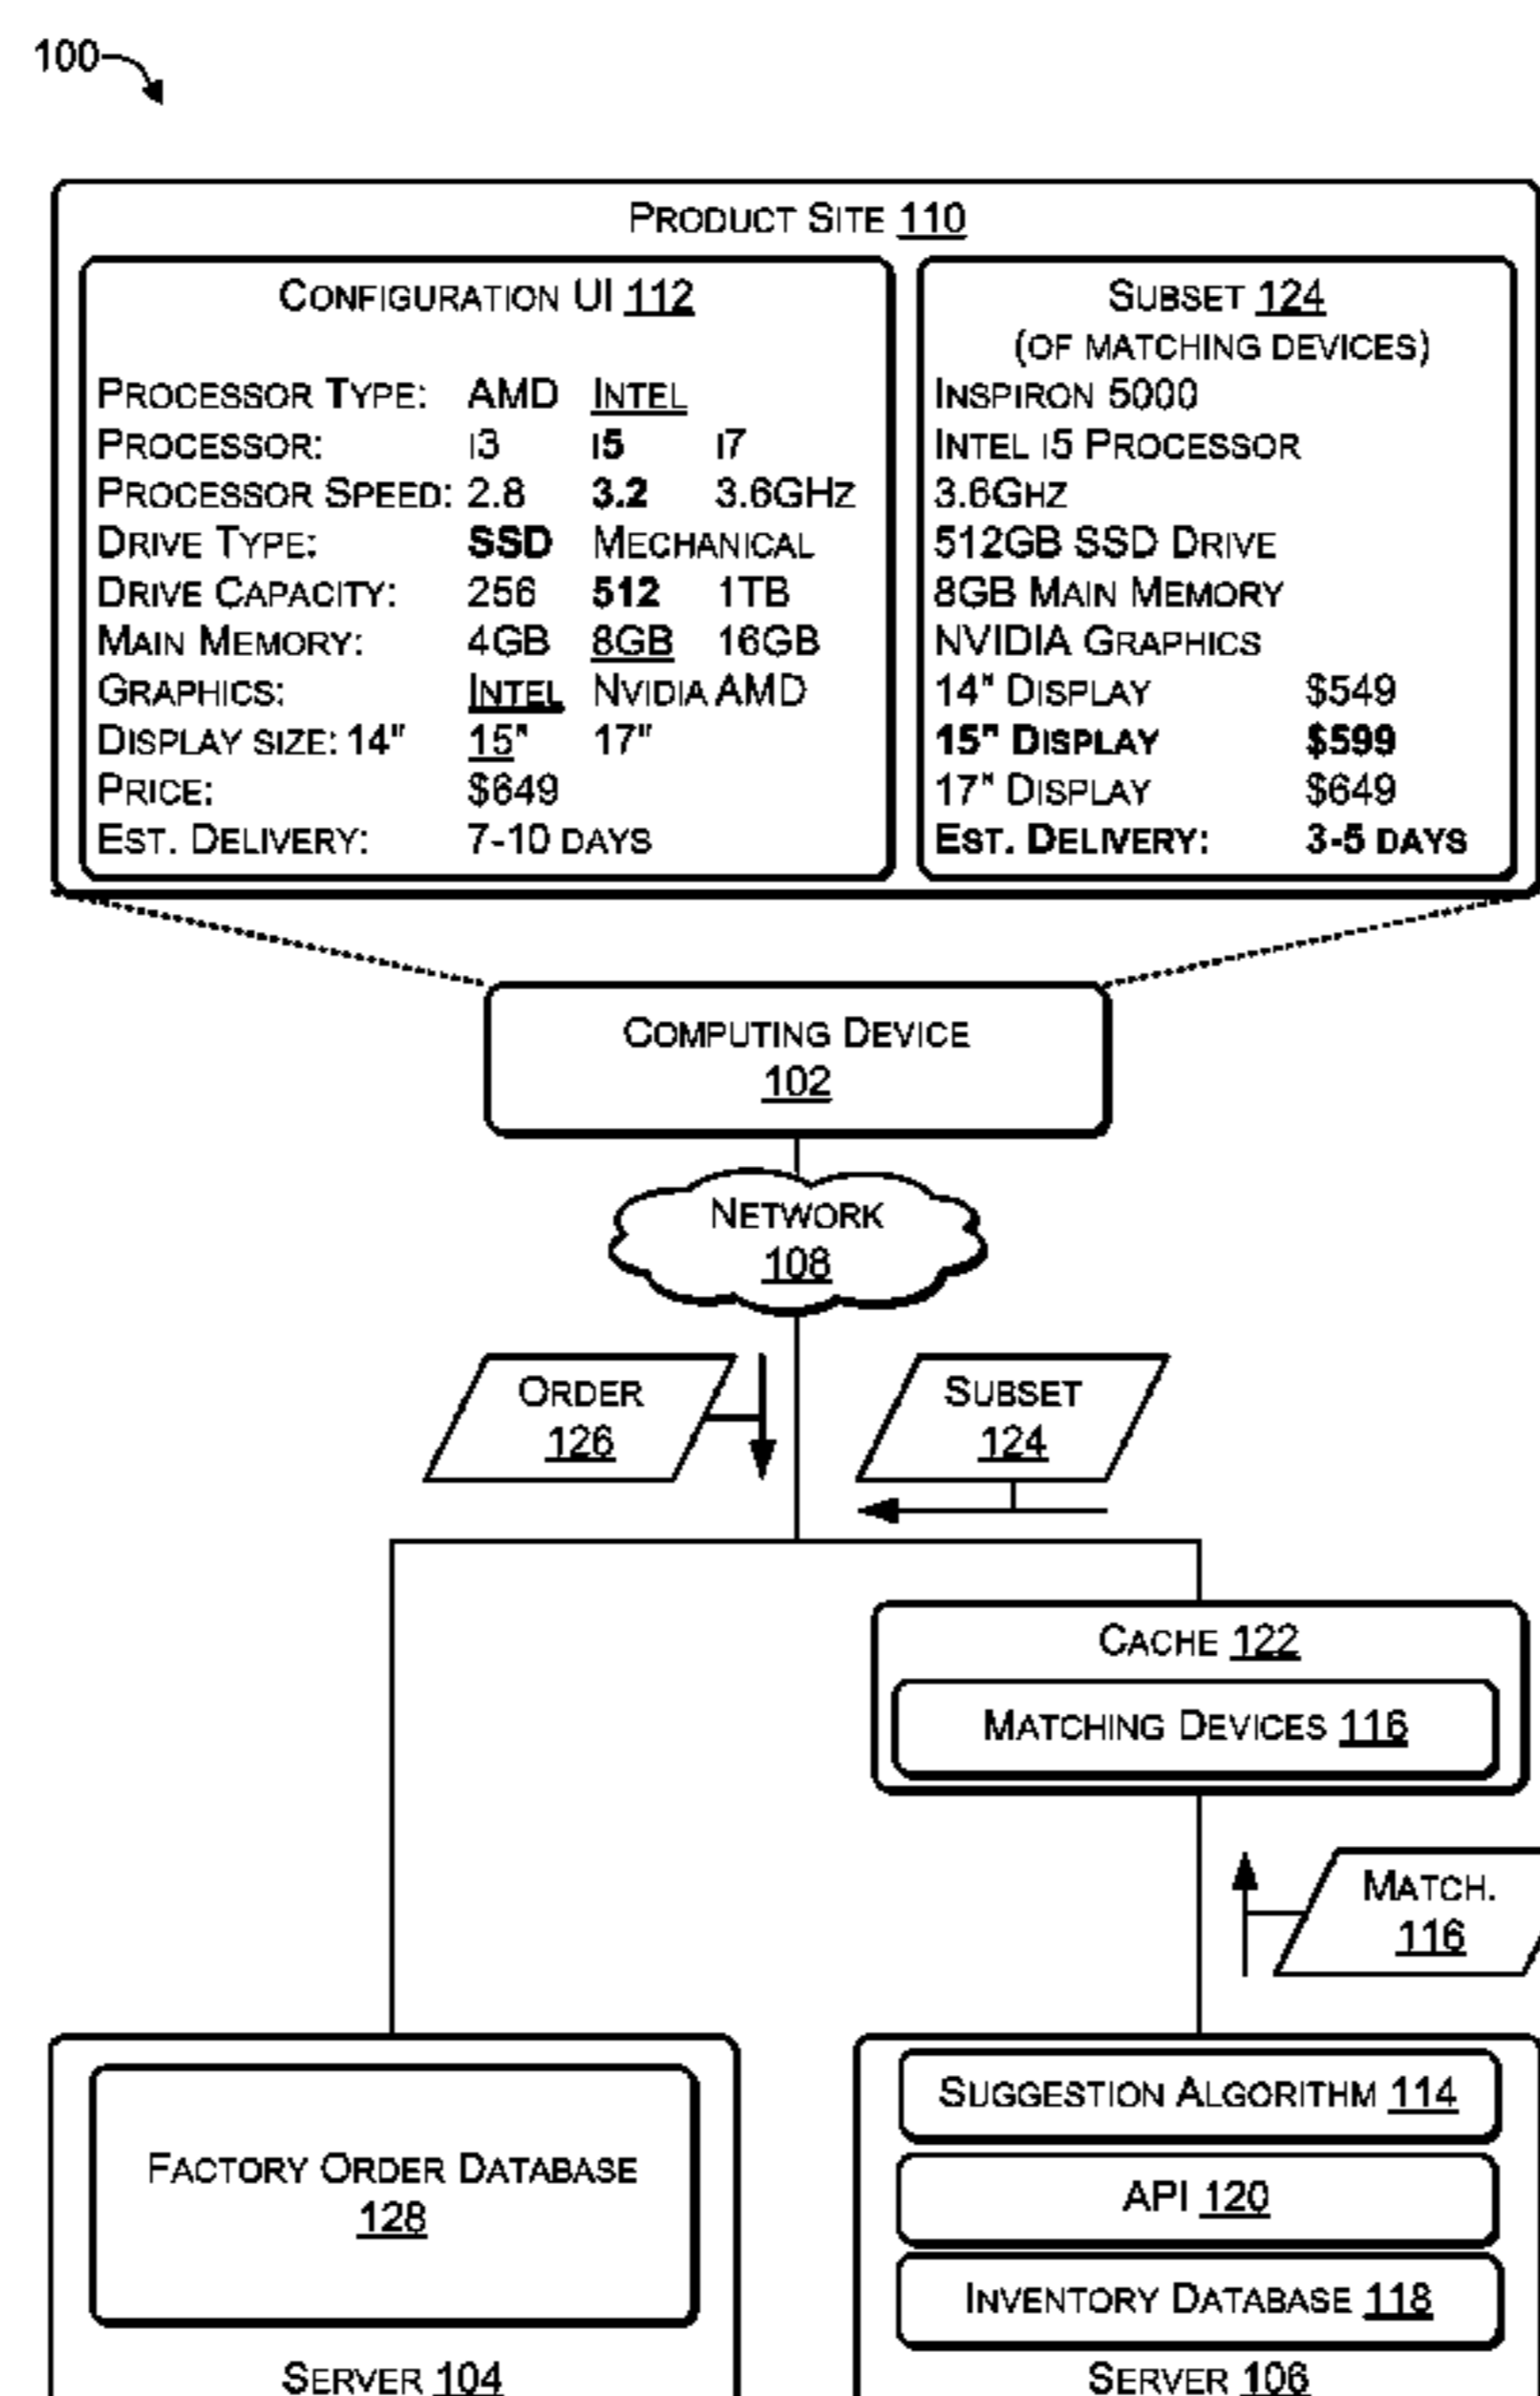 100
PRODUCT SITE 110
CONFIGURATION UI 112
PROCESSOR TYPE: AMD INTEL
PROCESSOR: I3 I5 I7
PROCESSOR SPEED: 2.8 3.2 3.6GHZ
DRIVE TYPE: SSD MECHANICAL
DRIVE CAPACITY: 256 512 1TB
MAIN MEMORY: 4GB 8GB 16GB
GRAPHICS: INTEL NVIDIA AMD
DISPLAY SIZE: 14" 15" 17"
PRICE: $649
EST. DELIVERY: 7-10 DAYS
SUBSET 124
(OF MATCHING DEVICES)
INSPIRON 5000
INTEL I5 PROCESSOR
3.6GHZ
512GB SSD DRIVE
8GB MAIN MEMORY
NVIDIA GRAPHICS
14" DISPLAY $549
15" DISPLAY $599
17" DISPLAY $649
EST. DELIVERY: 3-5 DAYS
COMPUTING DEVICE
102
NETWORK
108
ORDER
126
SUBSET
124
CACHE 122
MATCHING DEVICES 116
MATCH.
116
FACTORY ORDER DATABASE
128
SERVER 104
SUGGESTION ALGORITHM 114
API 120
INVENTORY DATABASE 118
SERVER 106